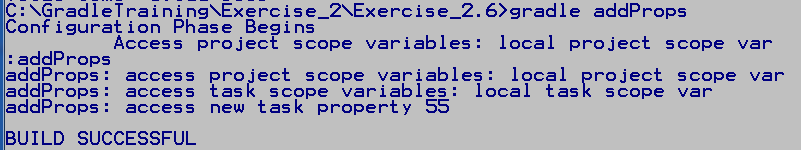 C:\GradleTraining\Exercise_2\Exercise_2.6>gradle addProps
Configuration Phase Begins
Access project scope variables: local project scope var
:addProps
addProps: access project scope variables: local project scope var
addProps: access task scope variables: local task scope var
addProps: access new task property 55
BUILD SUCCESSFUL